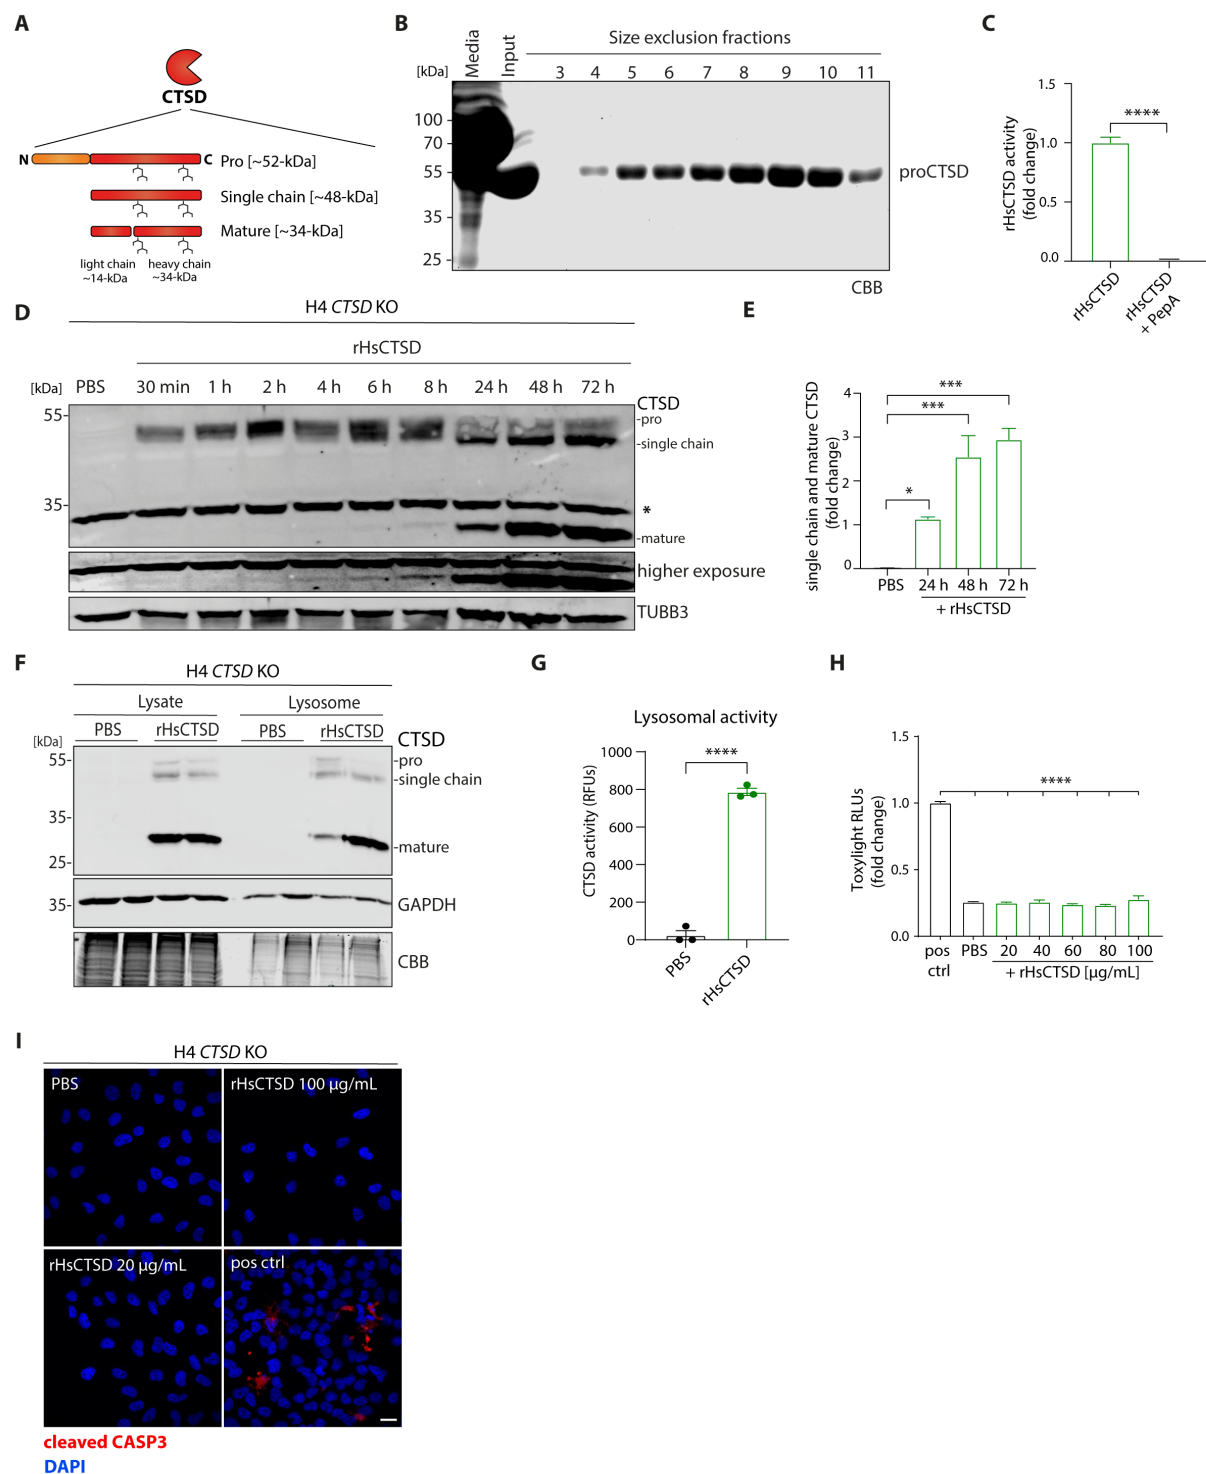 A
CTSD
N
C
Pro [~52-kDa]
Single chain [~48-kDa]
Mature [~34-kDa]
light chain
~14-kDa
heavy chain
~34-kDa
B
Size exclusion fractions
Media
Input
[kDa]
3 4 5 6 7 8 9 10 11
100
70
55
35
25
proCTSD
CBB
C
rHsCTSD activity
(fold change)
1.5
1.0
0.5
0.0
****
rHsCTSD
rHsCTSD
+ PepA
D
H4 CTSD KO
rHsCTSD
[kDa]
PBS 30 min 1 h 2 h 4 h 6 h 8 h 24 h 48 h 72 h
CTSD
55-
-pro
-single chain
35-
*
-mature
higher exposure
TUBB3
E
single chain and mature CTSD
(fold change)
4
3
2
1
0
***
***
*
PBS 24 h 48 h 72 h
+ rHsCTSD
F
H4 CTSD KO
Lysate Lysosome
PBS rHsCTSD PBS rHsCTSD
[kDa]
CTSD
55-
-pro
-single chain
35-
-mature
25-
35-
GAPDH
CBB
G
Lysosomal activity
CTSD activity (RFUs)
1000
800
600
400
200
0
****
PBS
rHsCTSD
H
Toxylight RLUs
(fold change)
1.5
1.0
0.5
0.0
****
pos
ctrl
PBS 20 40 60 80 100
+ rHsCTSD [µg/mL]
I
H4 CTSD KO
PBS
rHsCTSD 100 µg/mL
rHsCTSD 20 µg/mL
pos ctrl
cleaved CASP3
DAPI